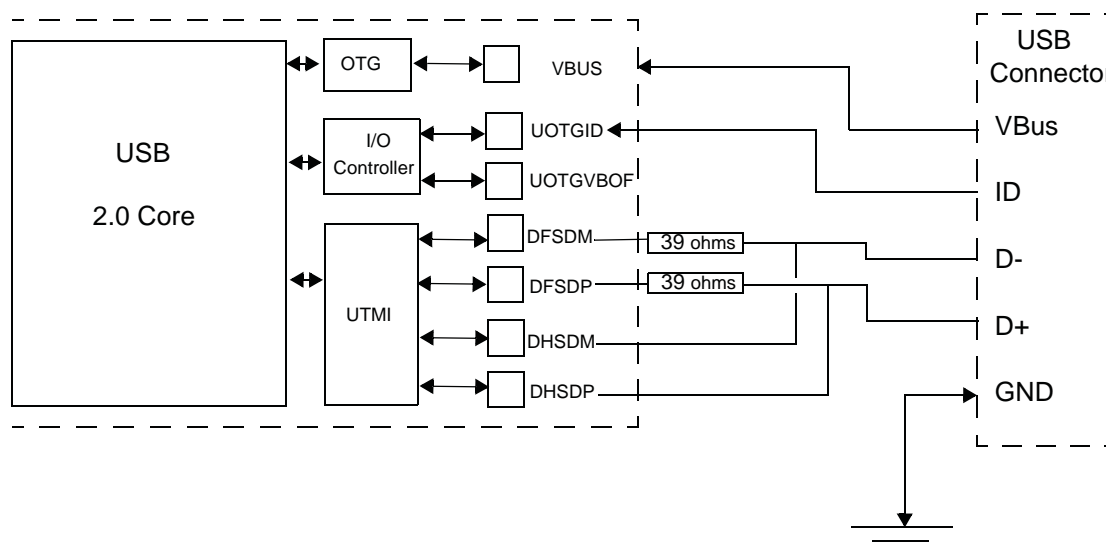 USB
2.0 Core
OTG
VBUS
I/O
Controller
UOTGID
UOTGVBOF
UTMI
DFSDM
39 ohms
DFSDP
39 ohms
DHSDM
DHSDP
USB
Connector
VBus
ID
D-
D+
GND